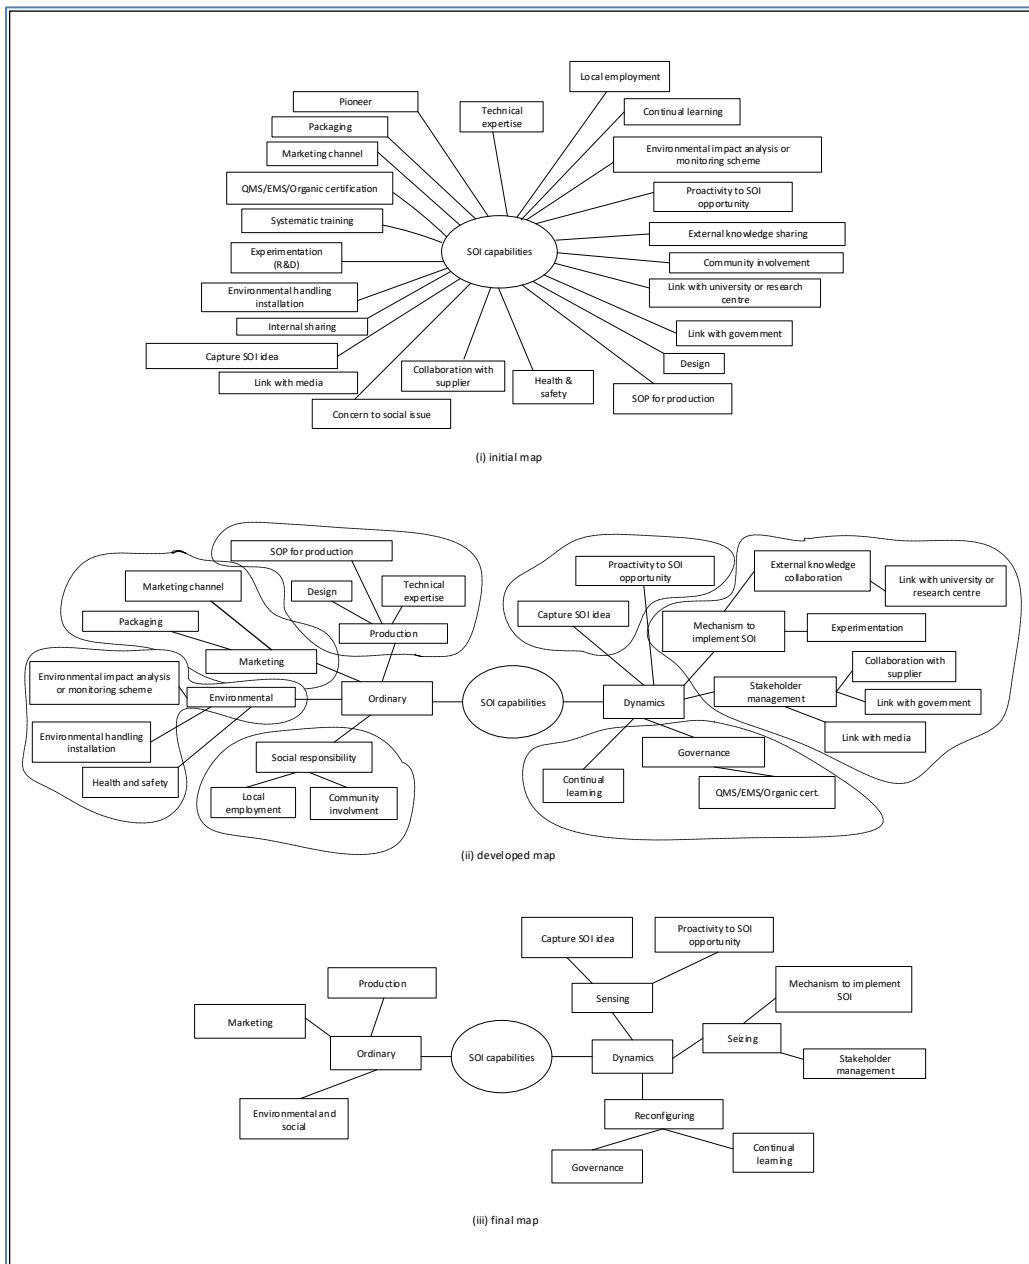 Local employment
Pioneer
Technical
expertise
Continual learning
Packaging
Marketing channel
Environmental impact analysis or
monitoring scheme
QMS/EMS/Organic certification
Proactivity to SOI
opportunity
Systematic training
External knowledge sharing
SOI capabilities
Experimentation
(R&D)
Community involvement
Environmental handling
installation
Link with university or research
centre
Internal sharing
Link with government
Capture SOI idea
Design
Collaboration with
supplier
Link with media
Health &
safety
SOP for production
Concern to social issue
(i) initial map
SOP for production
Marketing channel
Design
Technical
expertise
Packaging
Production
Marketing
Environmental impact analysis
or monitoring scheme
Environmental
Ordinary
Environmental handling
installation
Health and safety
Social responsibility
Local
employment
Community
involvment
SOI capabilities
Proactivity to SOI
opportunity
Capture SOI idea
External knowledge
collaboration
Link with university or
research centre
Mechanism to
implement SOI
Experimentation
Dynamics
Stakeholder
management
Collaboration with
supplier
Link with government
Link with media
Governance
Continual
learning
QMS/EMS/Organic cert.
(ii) developed map
Capture SOI idea
Proactivity to SOI
opportunity
Production
Sensing
Mechanism to implement
SOI
Marketing
Ordinary
SOI capabilities
Dynamics
Seizing
Stakeholder
management
Environmental and
social
Reconfiguring
Governance
Continual
learning
(iii) final map